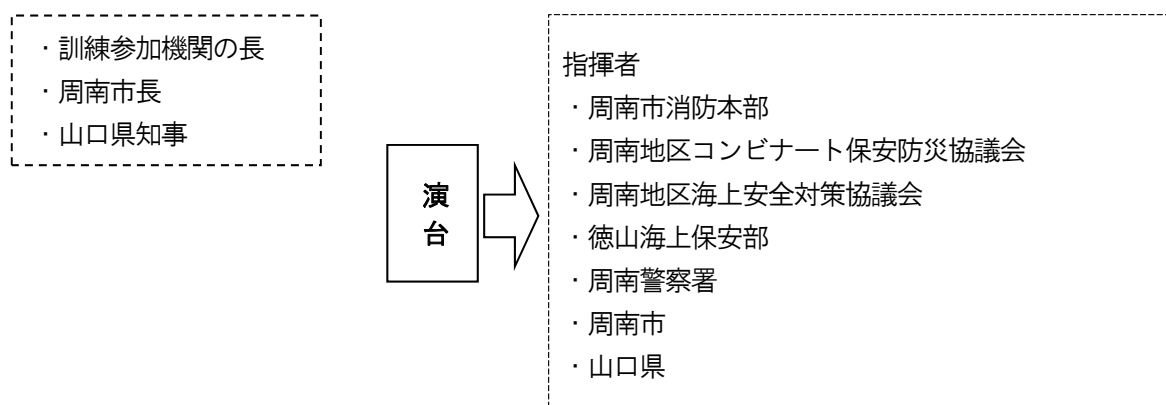 ・訓練参加機関の長
・周南市長
・山口県知事
演台
指揮者
・周南市消防本部
・周南地区コンビナート保安防災協議会
・周南地区海上安全対策協議会
・徳山海上保安部
・周南警察署
・周南市
・山口県